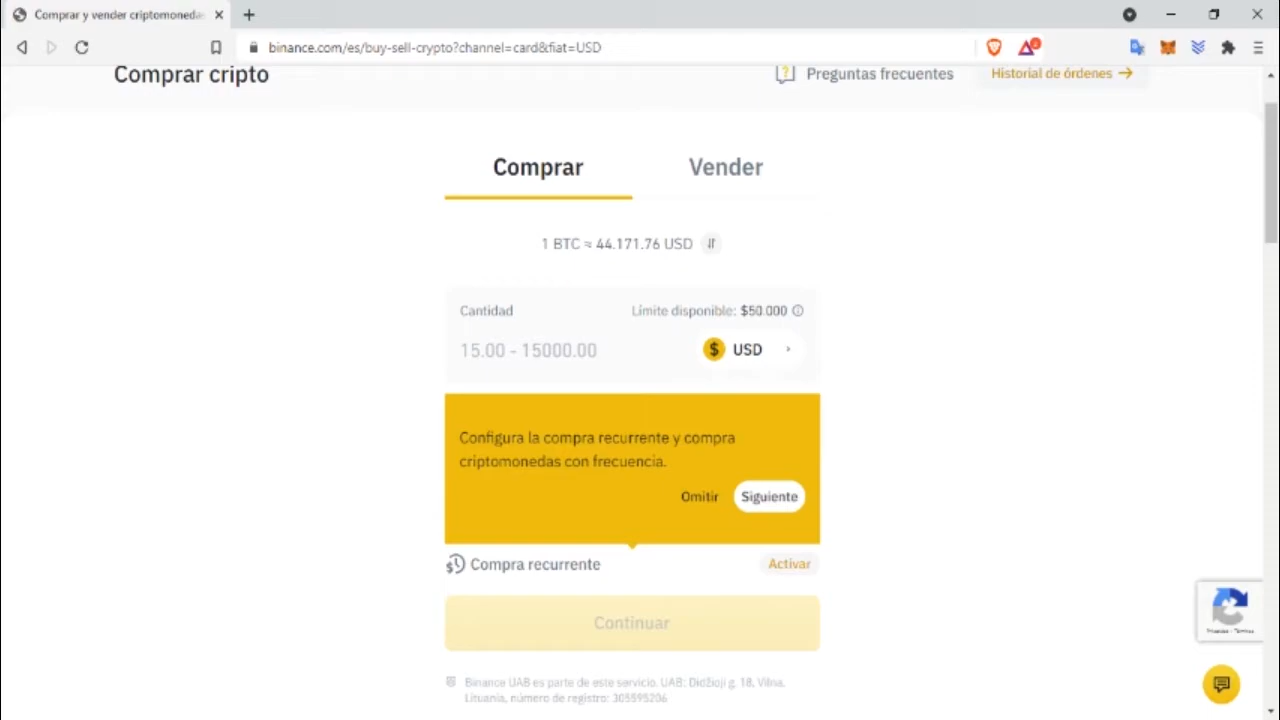 Comprar y vender criptomonedas
binance.com/es/buy-sell-crypto?channel=card&fiat=USD
Comprar cripto
Preguntas frecuentes
Historial de órdenes →
Comprar
Vender
1 BTC ≈ 44.171.76 USD
Cantidad
Límite disponible: $50.000
15.00 - 15000.00
$ USD
Configura la compra recurrente y compra
criptomonedas con frecuencia.
Omitir
Siguiente
Compra recurrente
Activar
Continuar
Binance UAB es parte de este servicio. UAB: Didžioji g. 18, Vilna,
Lituania, número de registro: 305595206